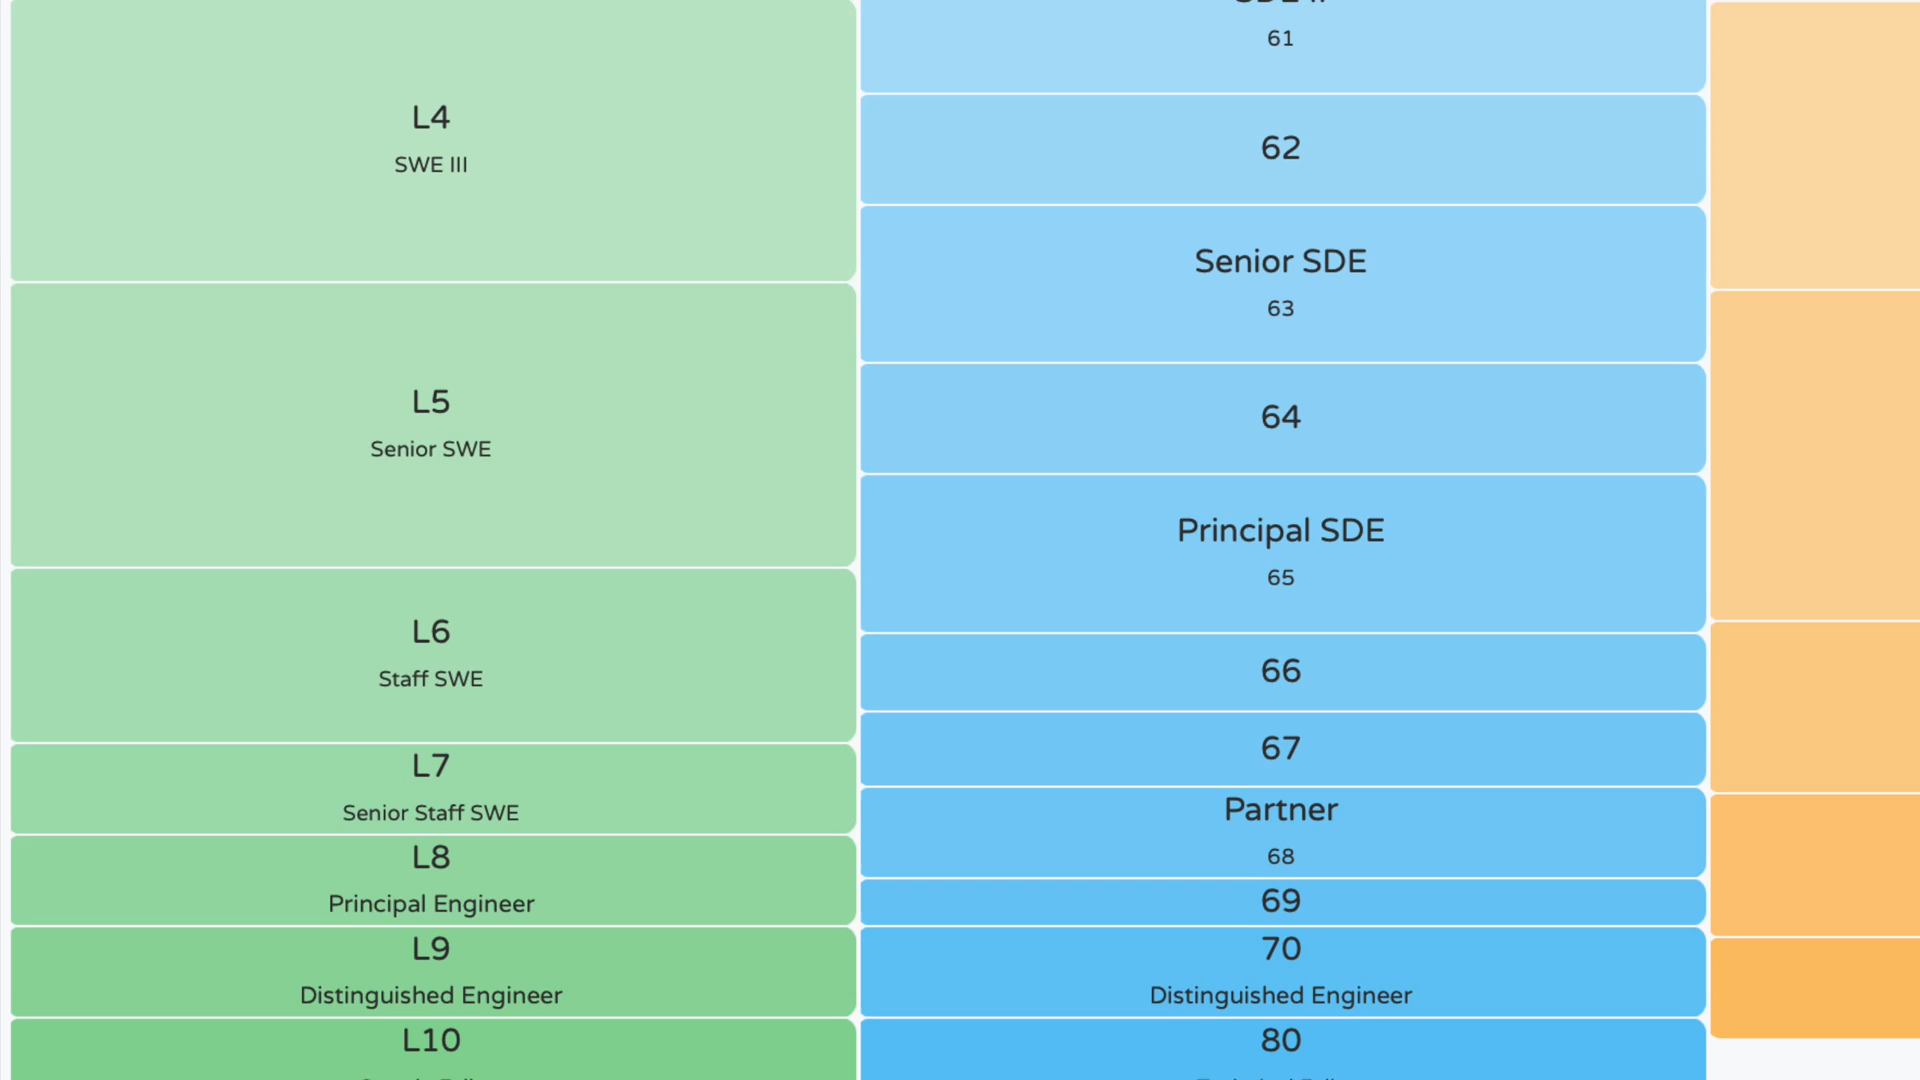 L4
SWE III
L5
Senior SWE
L6
Staff SWE
L7
Senior Staff SWE
L8
Principal Engineer
L9
Distinguished Engineer
L10
61
62
Senior SDE
63
64
Principal SDE
65
66
67
Partner
68
69
70
Distinguished Engineer
80